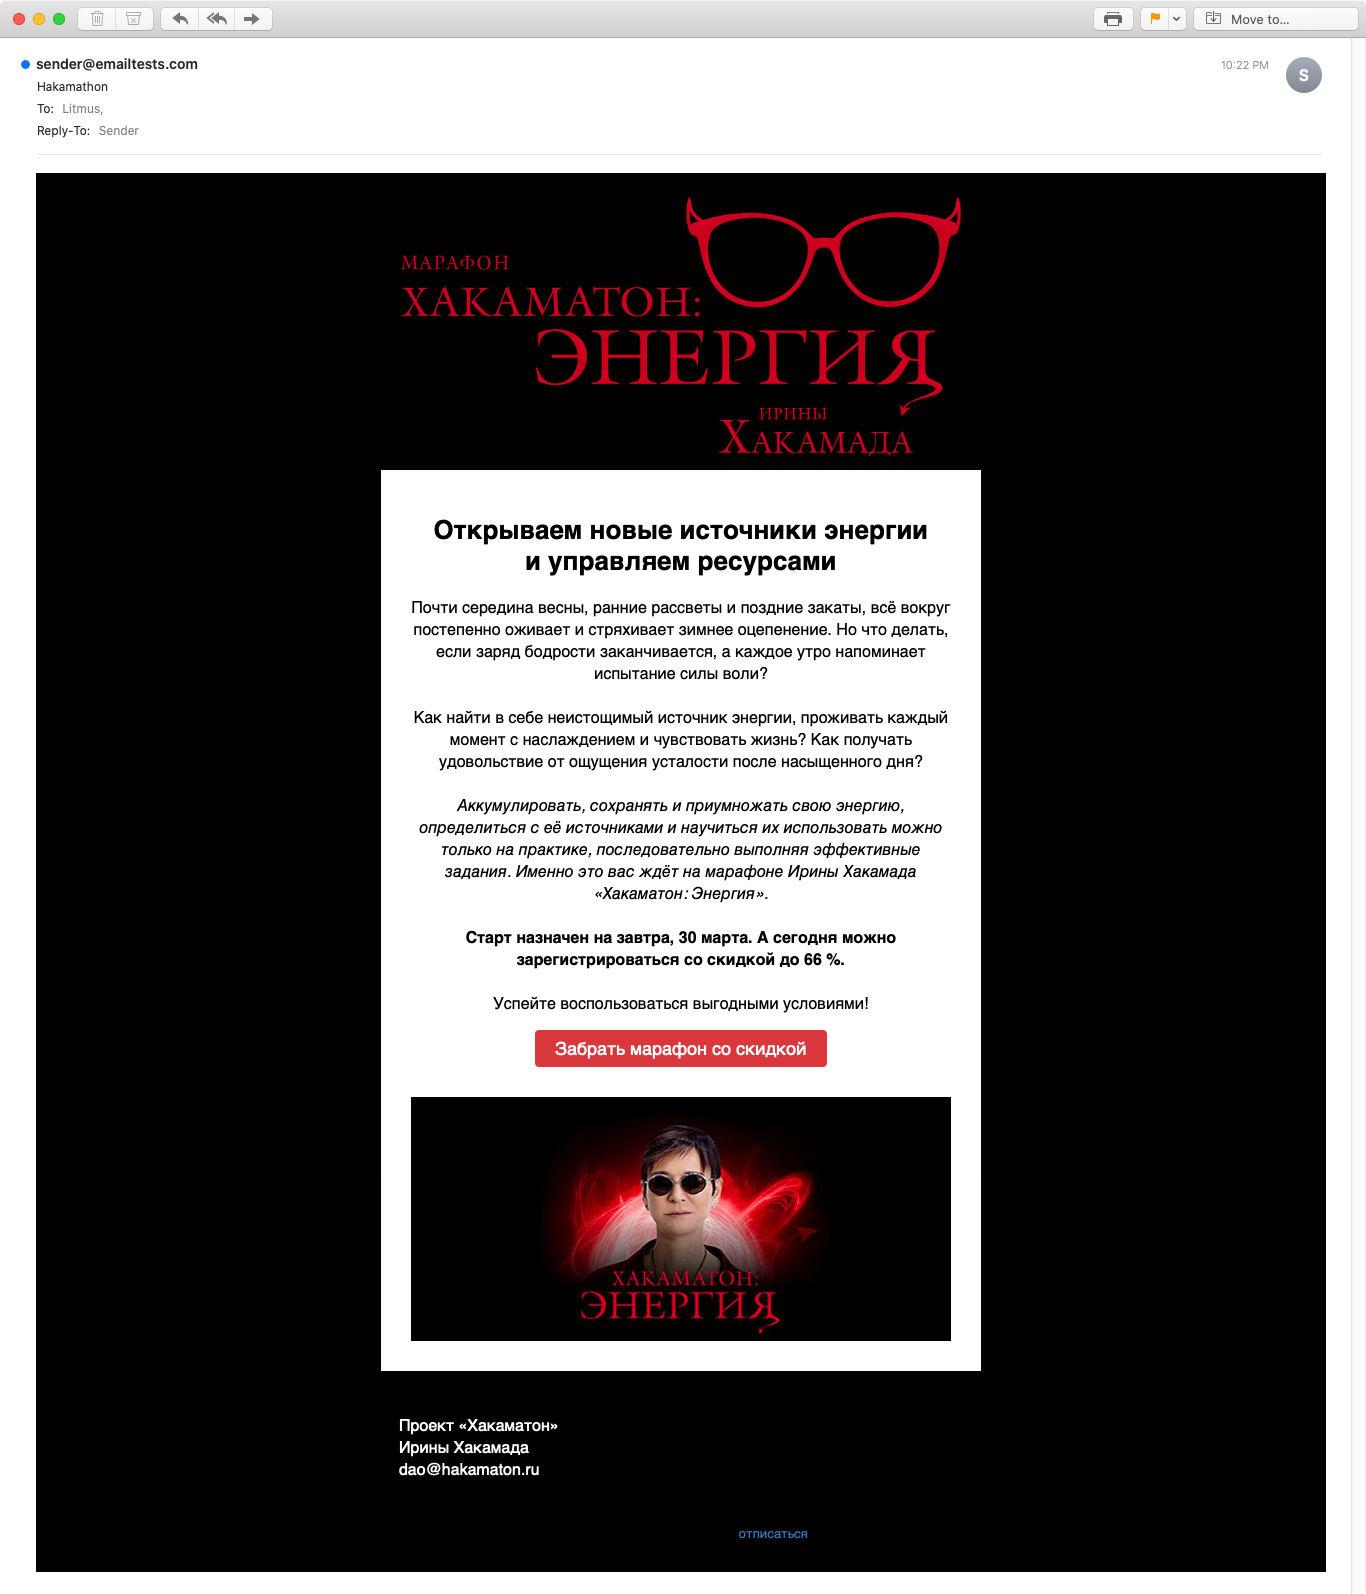 Move to...
sender@emailtests.com
10:22 PM
S
Hakamathon
To: Litmus,
Reply-To: Sender
МАРАФОН
ХАКАМАТОН:
ЭНЕРГИЯ
ИРИНЫ
ХАКАМАДА
Открываем новые источники энергии
и управляем ресурсами
Почти середина весны, ранние рассветы и поздние закаты, всё вокруг
постепенно оживает и стряхивает зимнее оцепенение. Но что делать,
если заряд бодрости заканчивается, а каждое утро напоминает
испытание силы воли?
Как найти в себе неистощимый источник энергии, проживать каждый
момент с наслаждением и чувствовать жизнь? Как получать
удовольствие от ощущения усталости после насыщенного дня?
Аккумулировать, сохранять и приумножать свою энергию,
определиться с её источниками и научиться их использовать можно
только на практике, последовательно выполняя эффективные
задания. Именно это вас ждёт на марафоне Ирины Хакамада
«Хакаматон: Энергия».
Старт назначен на завтра, 30 марта. А сегодня можно
зарегистрироваться со скидкой до 66 %.
Успейте воспользоваться выгодными условиями!
Забрать марафон со скидкой
ХАКАМАТОН:
ЭНЕРГИЯ
Проект «Хакаматон»
Ирины Хакамада
dao@hakamaton.ru
отписаться